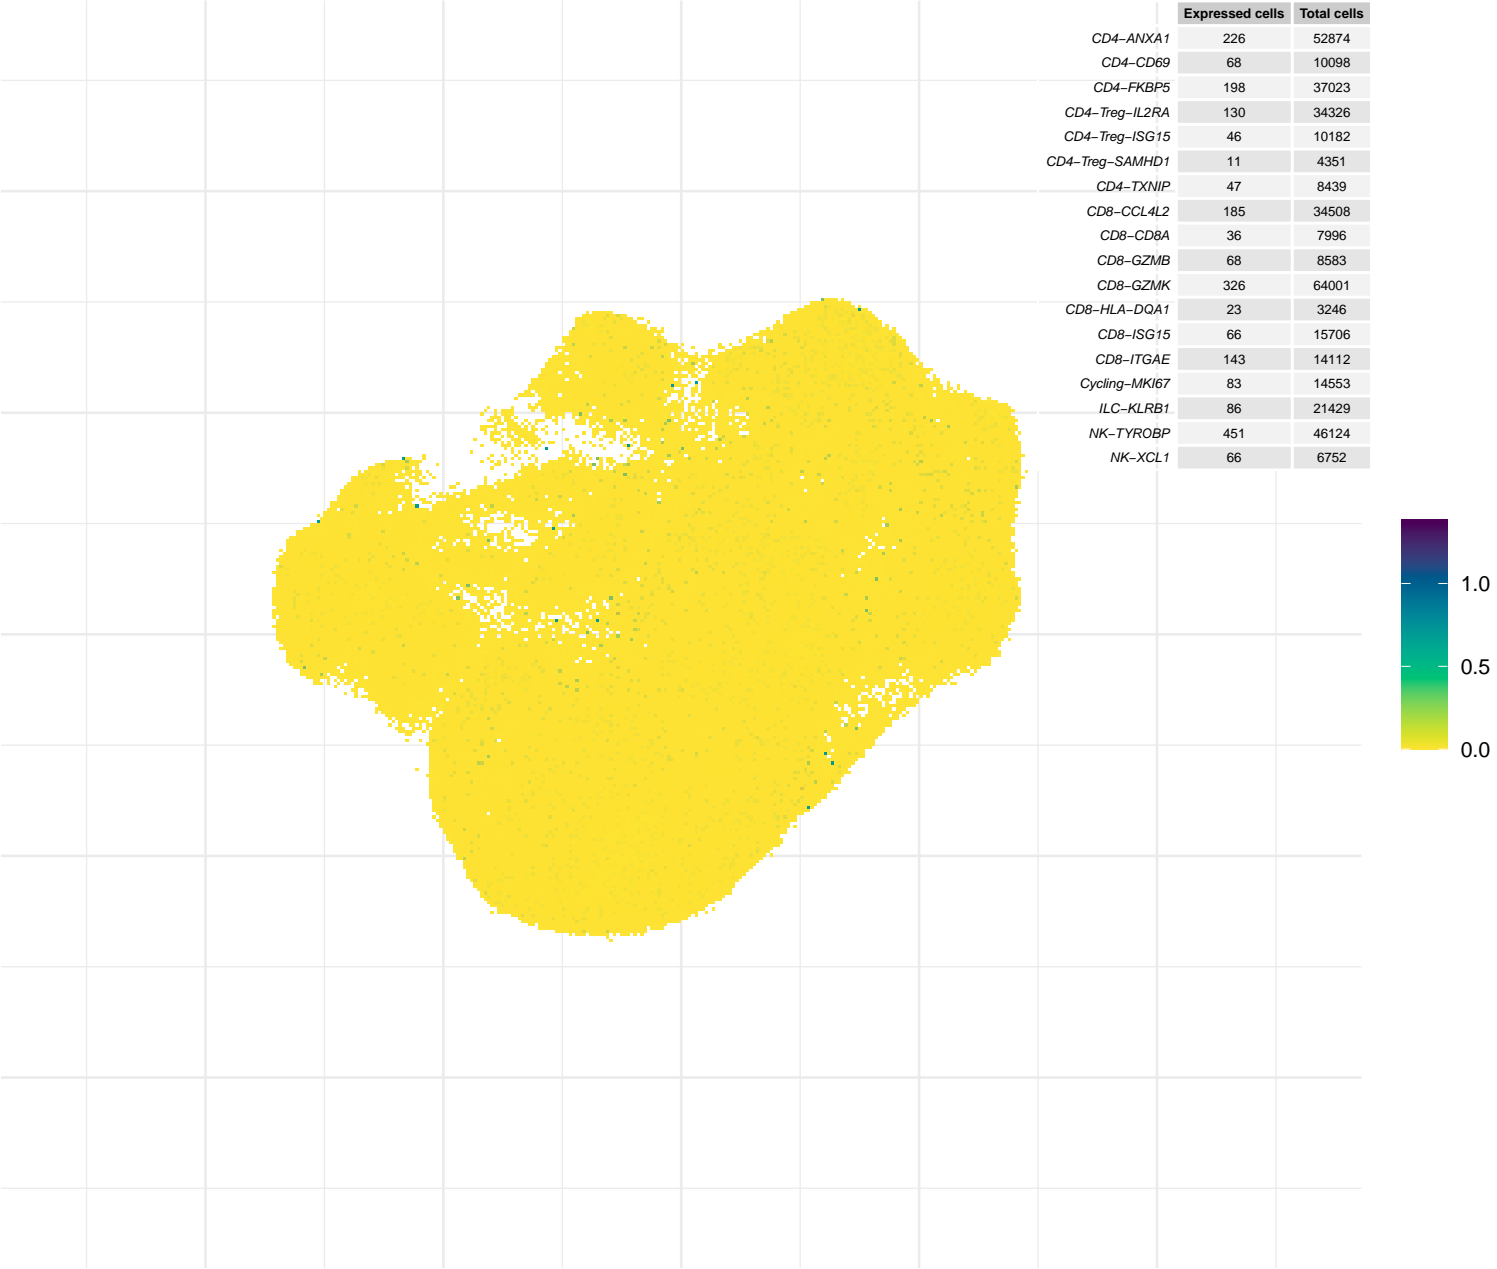 Expressed cells Total cells
CD4−ANXA1 226 52874
CD4−CD69 68 10098
CD4−FKBP5 198 37023
CD4−Treg−IL2RA 130 34326
CD4−Treg−ISG15 46 10182
CD4−Treg−SAMHD1 11 4351
CD4−TXNIP 47 8439
CD8−CCL4L2 185 34508
CD8−CD8A 36 7996
CD8−GZMB 68 8583
CD8−GZMK 326 64001
CD8−HLA−DQA1 23 3246
CD8−ISG15 66 15706
CD8−ITGAE 143 14112
Cycling−MKI67 83 14553
ILC−KLRB1 86 21429
NK−TYROBP 451 46124
NK−XCL1 66 6752
1.0
0.5
0.0